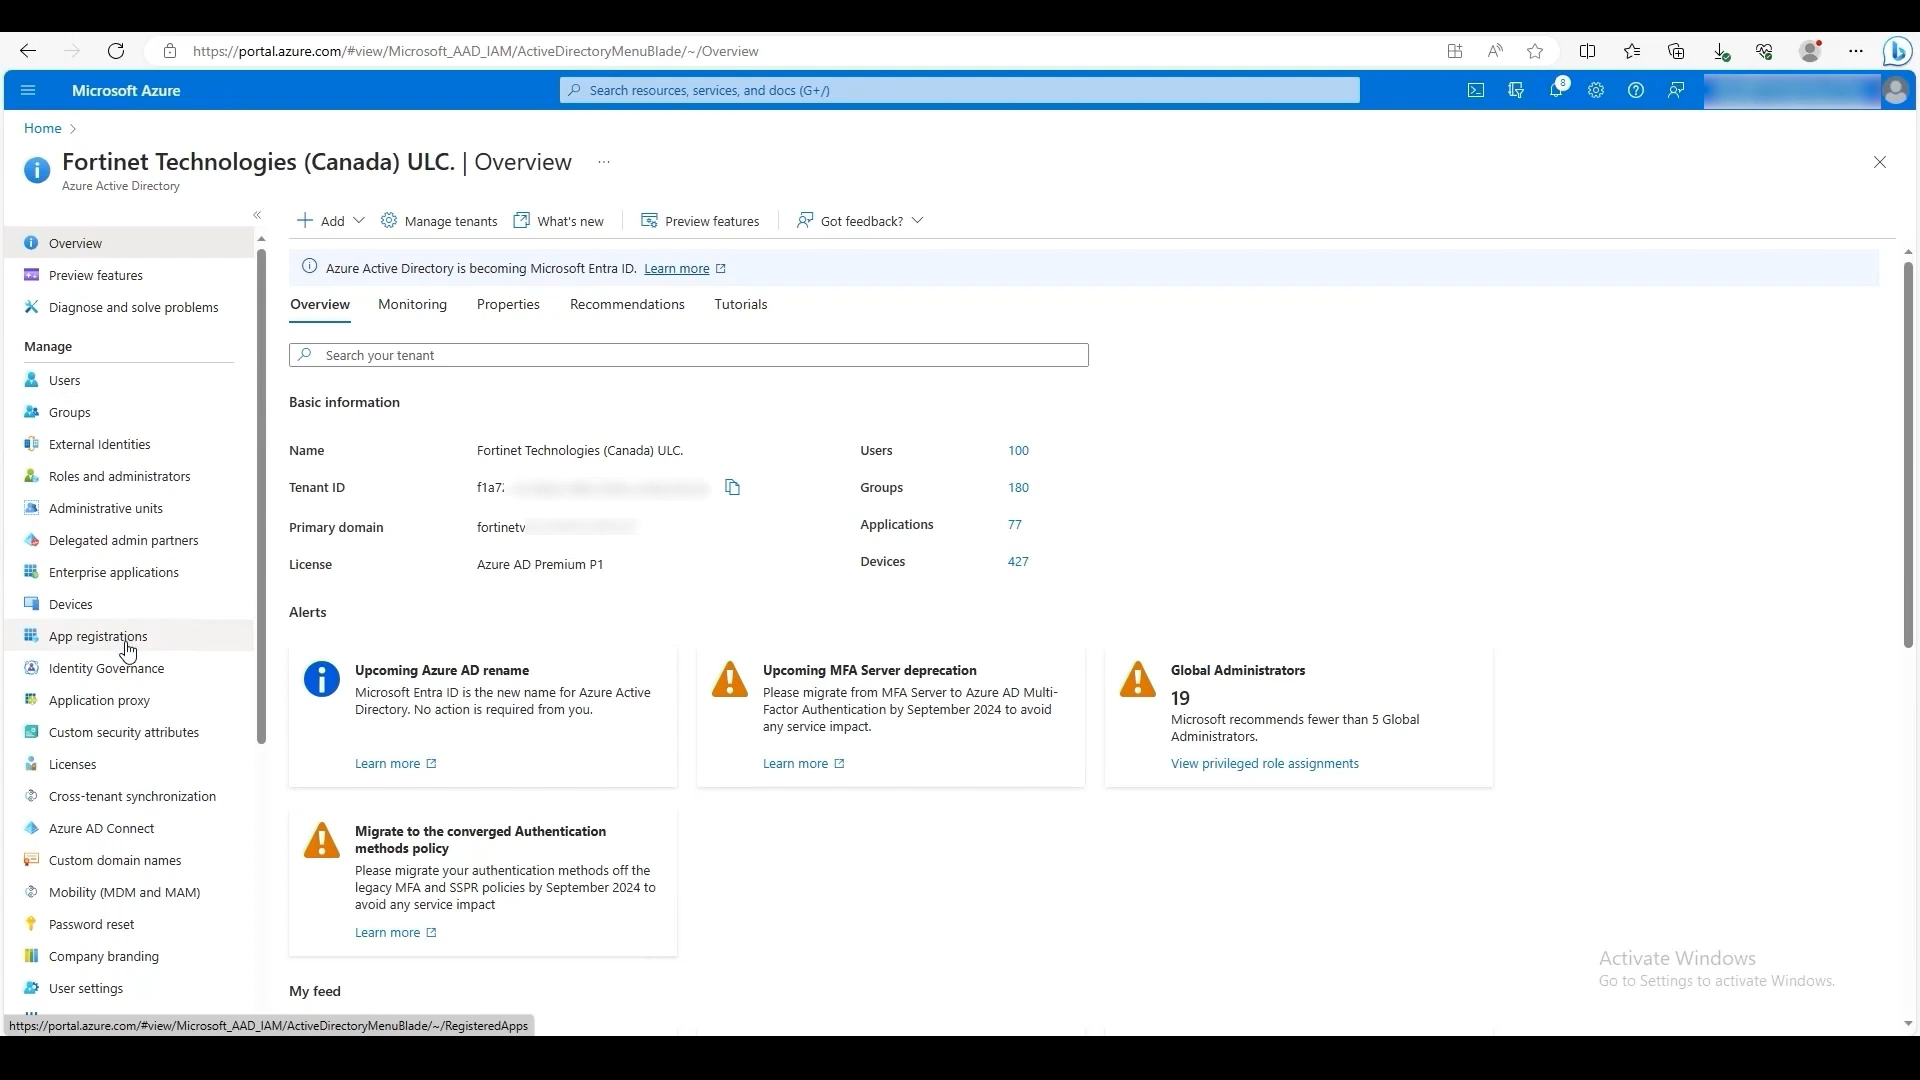 https://portal.azure.com/#view/Microsoft_AAD_IAM/ActiveDirectoryMenuBlade/~/Overview
Microsoft Azure
Search resources, services, and docs (G+/)
8
Home >
Fortinet Technologies (Canada) ULC. | Overview ...
Azure Active Directory
Add
Manage tenants
What's new
Preview features
Got feedback?
Azure Active Directory is becoming Microsoft Entra ID. Learn more
Overview
Preview features
Diagnose and solve problems
Manage
Users
Groups
External Identities
Roles and administrators
Administrative units
Delegated admin partners
Enterprise applications
Devices
App registrations
Identity Governance
Application proxy
Custom security attributes
Licenses
Cross-tenant synchronization
Azure AD Connect
Custom domain names
Mobility (MDM and MAM)
Password reset
Company branding
User settings
Overview Monitoring Properties Recommendations Tutorials
Search your tenant
Basic information
Name Fortinet Technologies (Canada) ULC. Users 100
Tenant ID f1a7 Groups 180
Primary domain fortinetv Applications 77
License Azure AD Premium P1 Devices 427
Alerts
Upcoming Azure AD rename
Microsoft Entra ID is the new name for Azure Active
Directory. No action is required from you.
Learn more
Upcoming MFA Server deprecation
Please migrate from MFA Server to Azure AD Multi-
Factor Authentication by September 2024 to avoid
any service impact.
Learn more
Global Administrators
19
Microsoft recommends fewer than 5 Global
Administrators.
View privileged role assignments
Migrate to the converged Authentication
methods policy
Please migrate your authentication methods off the
legacy MFA and SSPR policies by September 2024 to
avoid any service impact
Learn more
My feed
Activate Windows
Go to Settings to activate Windows.
https://portal.azure.com/#view/Microsoft_AAD_IAM/ActiveDirectoryMenuBlade/~/RegisteredApps